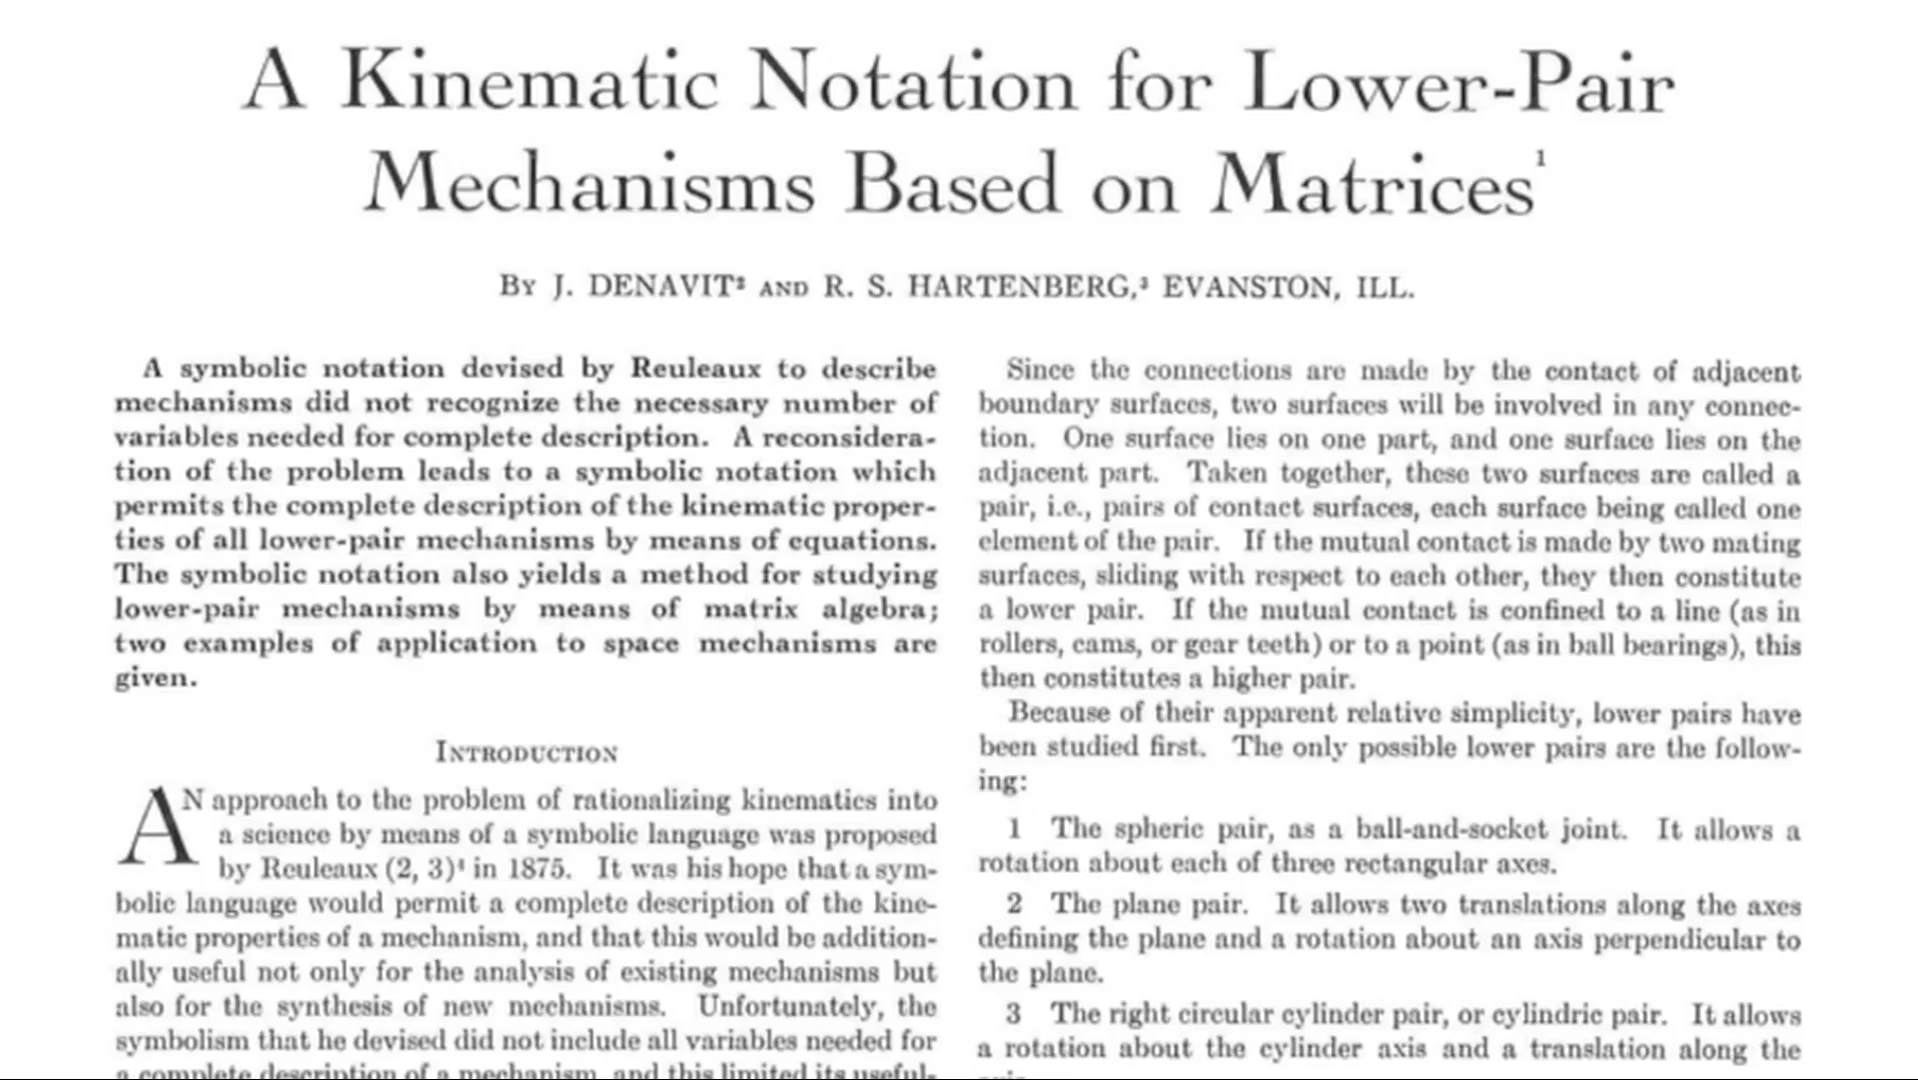 A Kinematic Notation for Lower-Pair
Mechanisms Based on Matrices¹
By J. DENAVIT² AND R. S. HARTENBERG,³ EVANSTON, ILL.
A symbolic notation devised by Reuleaux to describe
mechanisms did not recognize the necessary number of
variables needed for complete description. A reconsidera-
tion of the problem leads to a symbolic notation which
permits the complete description of the kinematic proper-
ties of all lower-pair mechanisms by means of equations.
The symbolic notation also yields a method for studying
lower-pair mechanisms by means of matrix algebra;
two examples of application to space mechanisms are
given.
INTRODUCTION
AN approach to the problem of rationalizing kinematics into
a science by means of a symbolic language was proposed
by Reuleaux (2, 3)⁴ in 1875. It was his hope that a sym-
bolic language would permit a complete description of the kine-
matic properties of a mechanism, and that this would be addition-
ally useful not only for the analysis of existing mechanisms but
also for the synthesis of new mechanisms. Unfortunately, the
symbolism that he devised did not include all variables needed for
a complete description of a mechanism, and this limited its useful-
Since the connections are made by the contact of adjacent
boundary surfaces, two surfaces will be involved in any connec-
tion. One surface lies on one part, and one surface lies on the
adjacent part. Taken together, these two surfaces are called a
pair, i.e., pairs of contact surfaces, each surface being called one
element of the pair. If the mutual contact is made by two mating
surfaces, sliding with respect to each other, they then constitute
a lower pair. If the mutual contact is confined to a line (as in
rollers, cams, or gear teeth) or to a point (as in ball bearings), this
then constitutes a higher pair.
Because of their apparent relative simplicity, lower pairs have
been studied first. The only possible lower pairs are the follow-
ing:
1 The spheric pair, as a ball-and-socket joint. It allows a
rotation about each of three rectangular axes.
2 The plane pair. It allows two translations along the axes
defining the plane and a rotation about an axis perpendicular to
the plane.
3 The right circular cylinder pair, or cylindric pair. It allows
a rotation about the cylinder axis and a translation along the